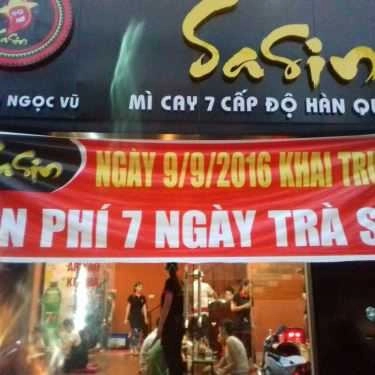 Sasin
NGỌC VŨ
MÌ CAY 7 CẤP ĐỘ HÀN QU
Sasin
NGÀY 9/9/2016 KHAI TRƯ
N PHÍ 7 NGÀY TRÀ S